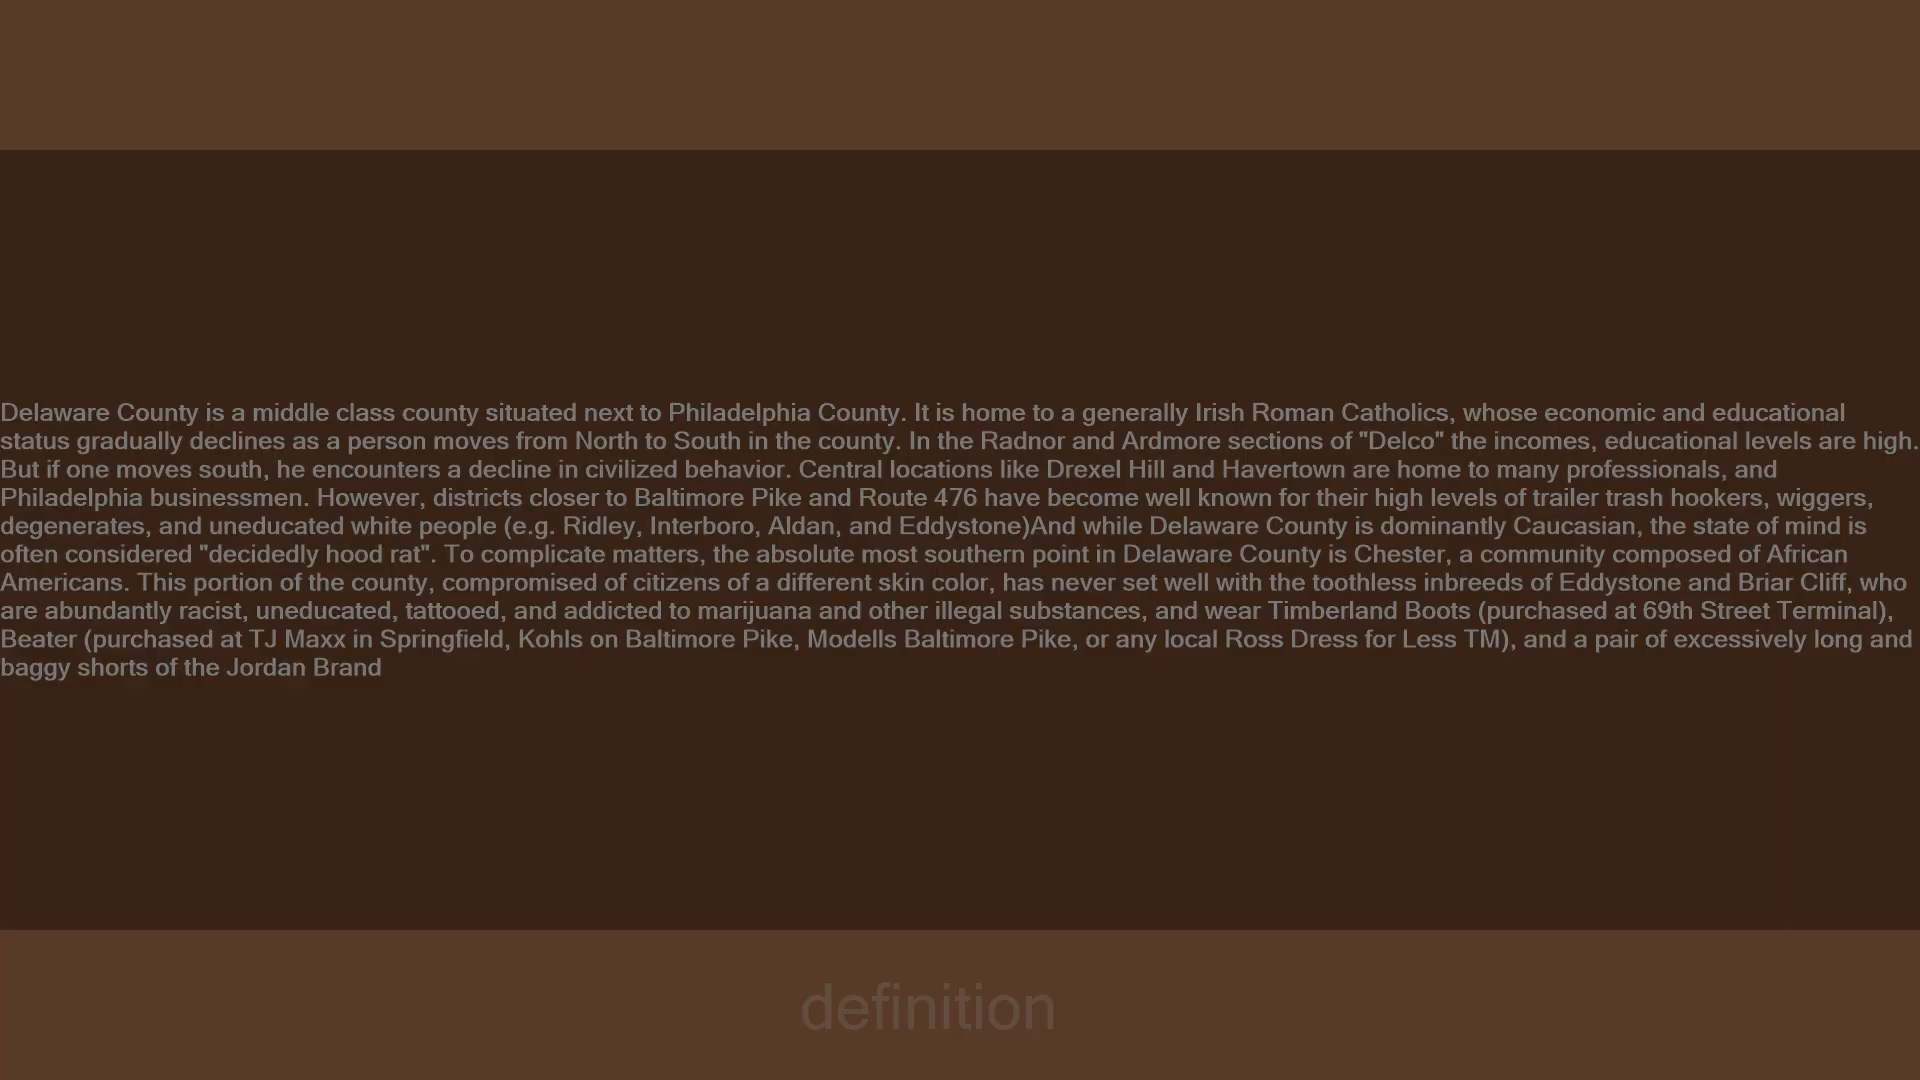 Delaware County is a middle class county situated next to Philadelphia County. It is home to a generally Irish Roman Catholics, whose economic and educational
status gradually declines as a person moves from North to South in the county. In the Radnor and Ardmore sections of "Delco" the incomes, educational levels are high.
But if one moves south, he encounters a decline in civilized behavior. Central locations like Drexel Hill and Havertown are home to many professionals, and
Philadelphia businessmen. However, districts closer to Baltimore Pike and Route 476 have become well known for their high levels of trailer trash hookers, wiggers,
degenerates, and uneducated white people (e.g. Ridley, Interboro, Aldan, and Eddystone)And while Delaware County is dominantly Caucasian, the state of mind is
often considered "decidedly hood rat". To complicate matters, the absolute most southern point in Delaware County is Chester, a community composed of African
Americans. This portion of the county, compromised of citizens of a different skin color, has never set well with the toothless inbreeds of Eddystone and Briar Cliff, who
are abundantly racist, uneducated, tattooed, and addicted to marijuana and other illegal substances, and wear Timberland Boots (purchased at 69th Street Terminal),
Beater (purchased at TJ Maxx in Springfield, Kohls on Baltimore Pike, Modells Baltimore Pike, or any local Ross Dress for Less TM), and a pair of excessively long and
baggy shorts of the Jordan Brand
definition